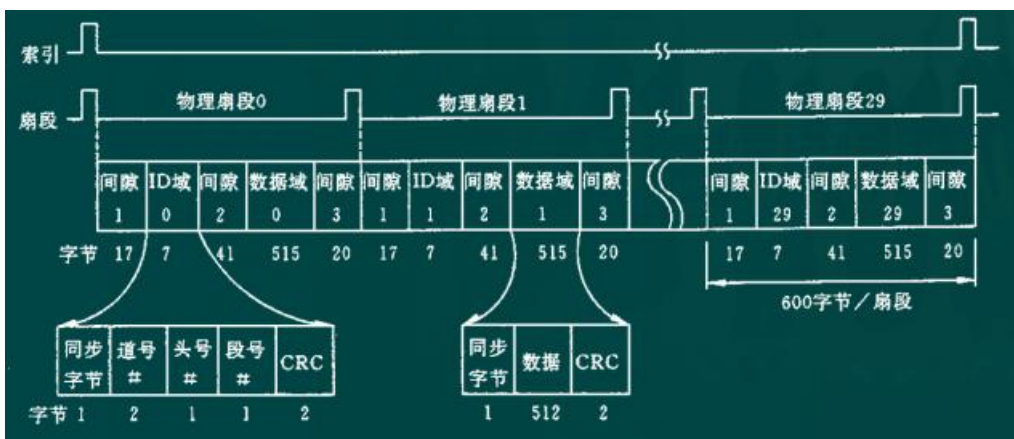 索引
扇段 物理扇段0 物理扇段1 物理扇段29
间隙 ID域 间隙 数据域 间隙 间隙 ID域 间隙 数据域 间隙 间隙 ID域 间隙 数据域 间隙
1 0 2 0 3 1 1 2 1 3 1 29 2 29 3
字节 17 7 41 515 20 17 7 41 515 20 17 7 41 515 20
600字节/扇段
同步 道号 头号 段号 CRC 同步 数据 CRC
字节 # # # 字节
字节 1 2 1 1 2 1 512 2